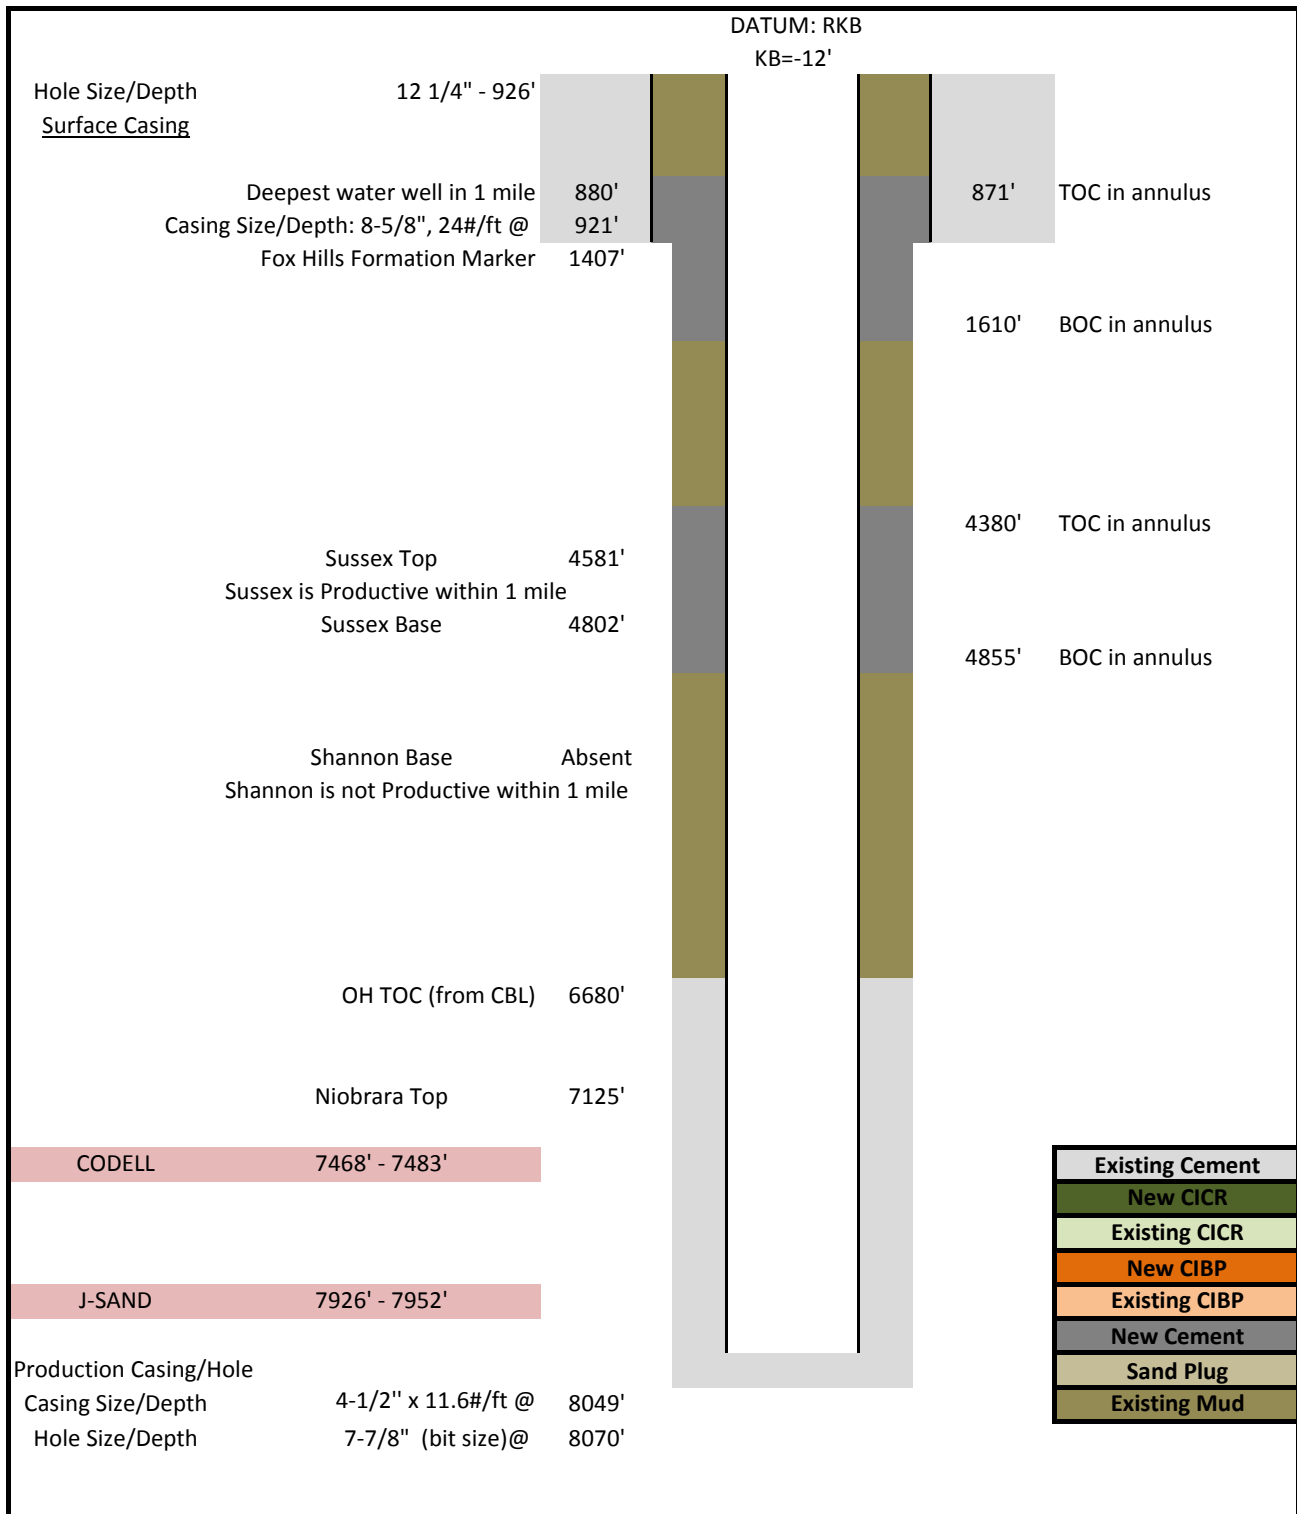 DATUM: RKB
KB=-12'
Hole Size/Depth 12 1/4" - 926'
Surface Casing
Deepest water well in 1 mile 880' 871' TOC in annulus
Casing Size/Depth: 8-5/8", 24#/ft @ 921'
Fox Hills Formation Marker 1407'
1610' BOC in annulus
4380' TOC in annulus
Sussex Top 4581'
Sussex is Productive within 1 mile
Sussex Base 4802'
4855' BOC in annulus
Shannon Base Absent
Shannon is not Productive within 1 mile
OH TOC (from CBL) 6680'
Niobrara Top 7125'
CODELL 7468' - 7483'
J-SAND 7926' - 7952'
Production Casing/Hole
Casing Size/Depth 4-1/2'' x 11.6#/ft @ 8049'
Hole Size/Depth 7-7/8" (bit size)@ 8070'
Existing Cement
New CICR
Existing CICR
New CIBP
Existing CIBP
New Cement
Sand Plug
Existing Mud